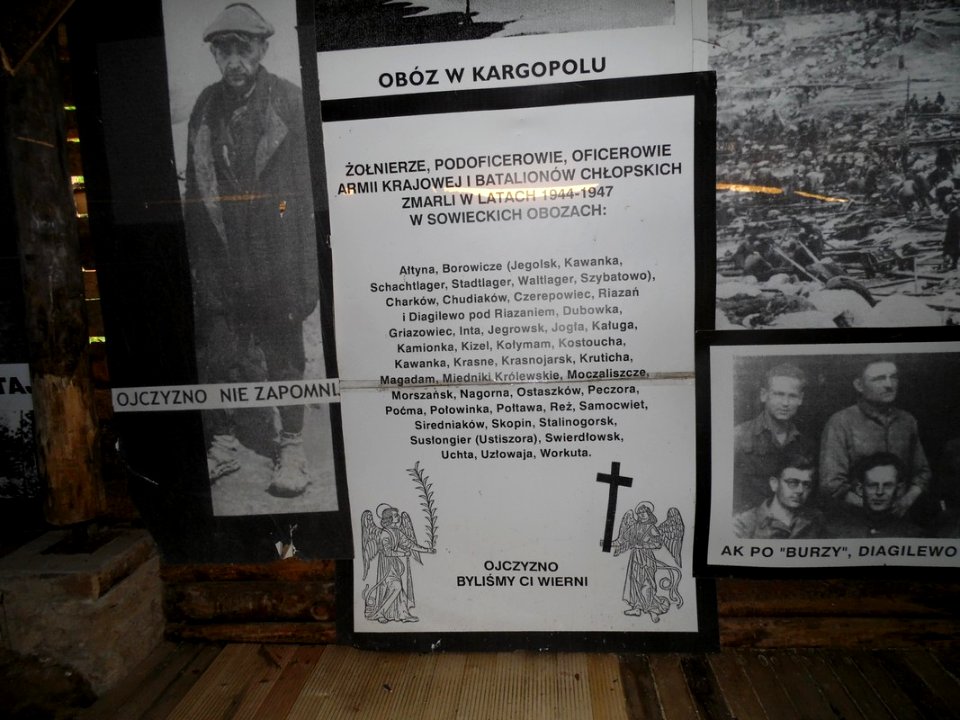 OBÓZ W KARGOPOLU
ŻOŁNIERZE, PODOFICEROWIE, OFICEROWIE
ARMII KRAJOWEJ I BATALIONÓW CHŁOPSKICH
ZMARLI W LATACH 1944-1947
W SOWIECKICH OBOZACH:
Ałtyna, Borowicze (Jegolsk, Kawanka,
Schachtlager, Stadtlager, Waltlager, Szybatowo),
Charków, Chudiaków, Czerepowiec, Riazań
i Diagilewo pod Riazaniem, Dubowka,
Griazowiec, Inta, Jegrowsk, Jogła, Kaługa,
Kamionka, Kizel, Kołymam, Kostoucha,
Kawanka, Krasne, Krasnojarsk, Kruticha,
Magadam, Miedniki Królewskie, Moczaliszcze,
Morszańsk, Nagorna, Ostaszków, Peczora,
Poćma, Połowinka, Połtawa, Reż, Samocwiet,
Siredniaków, Skopin, Stalinogorsk,
Susłongier (Ustiszora), Swierdłowsk,
Uchta, Uzłowaja, Workuta.
OJCZYZNO
BYLIŚMY CI WIERNI
OJCZYZNO NIE ZAPOMNI
AK PO "BURZY", DIAGILEWO